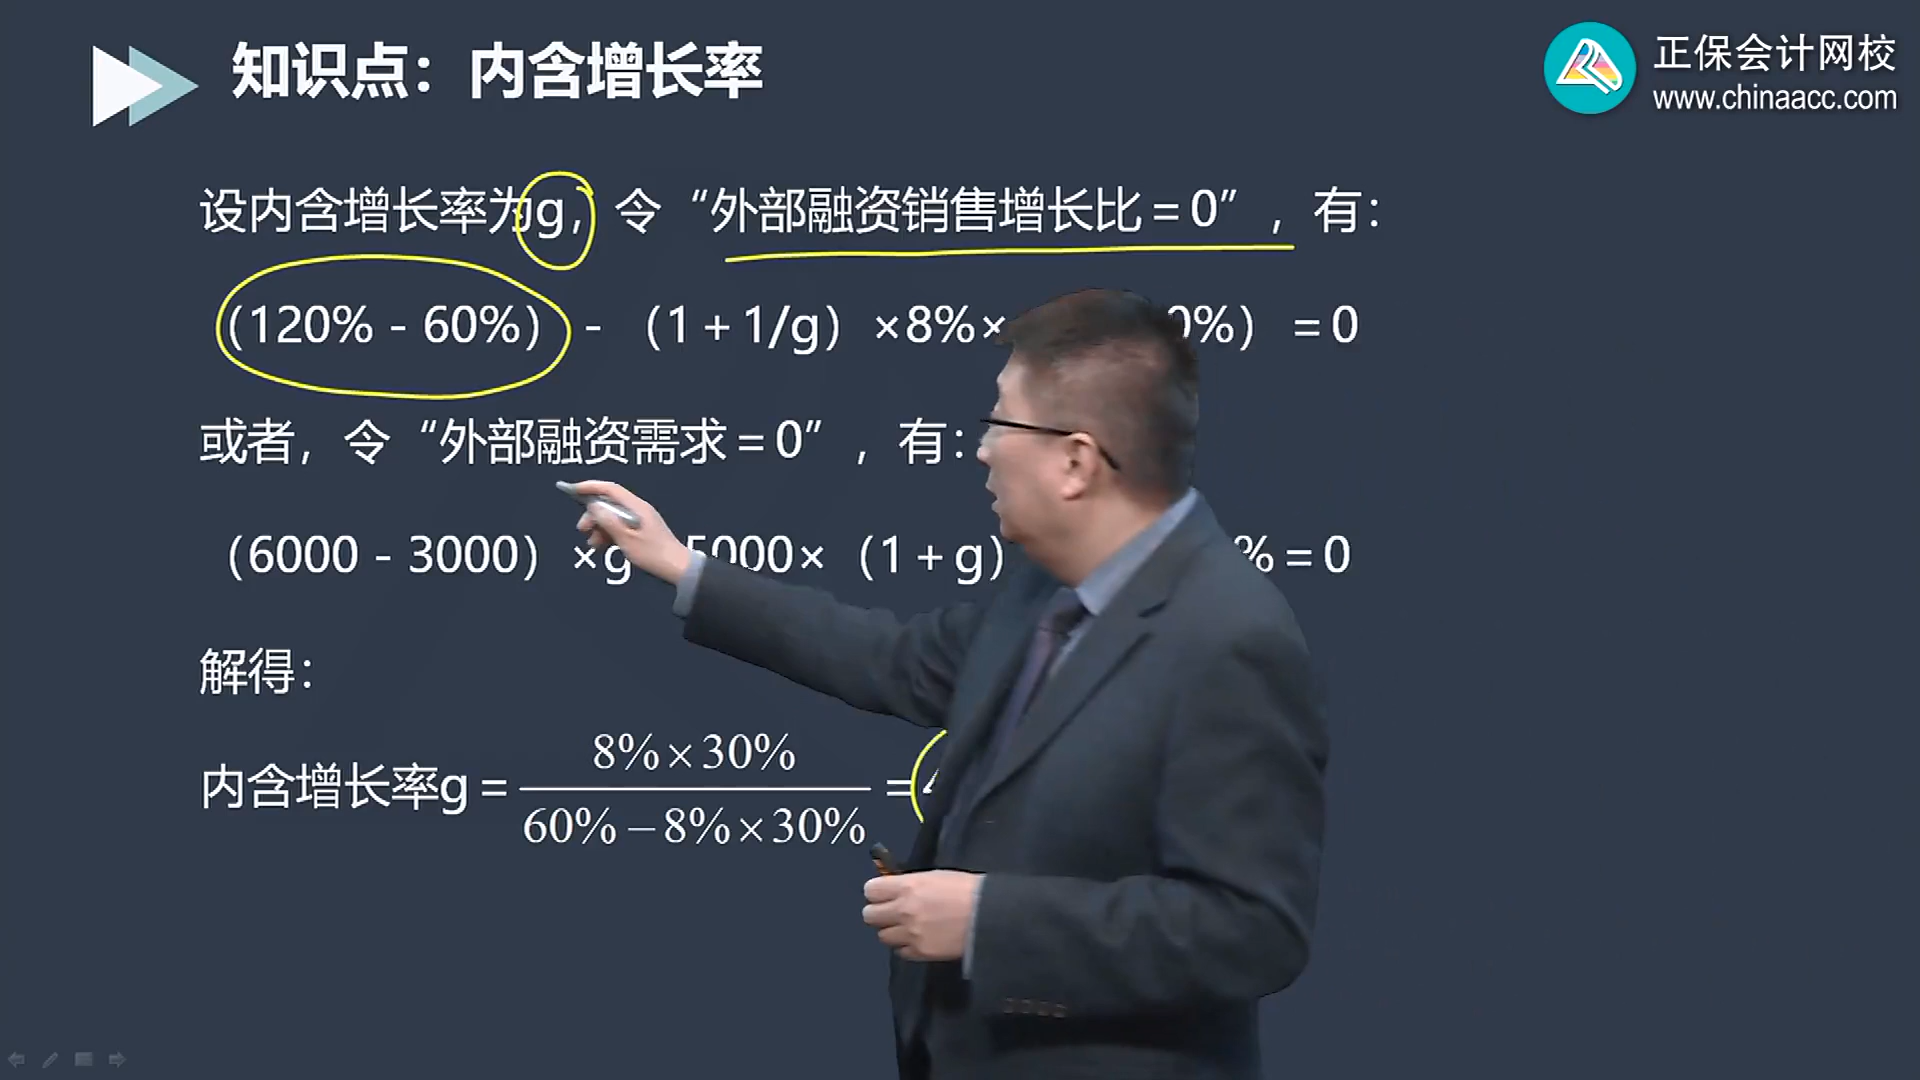 知识点：内含增长率
正保会计网校
www.chinaacc.com
设内含增长率为g，令“外部融资销售增长比＝0”，有：
（120%－60%）－（1＋1/g）×8%× 0%）＝0
或者，令“外部融资需求＝0”，有：
（6000－3000）×g 5000×（1＋g） %＝0
解得：
内含增长率g＝
8%×30%
60%－8%×30%
＝